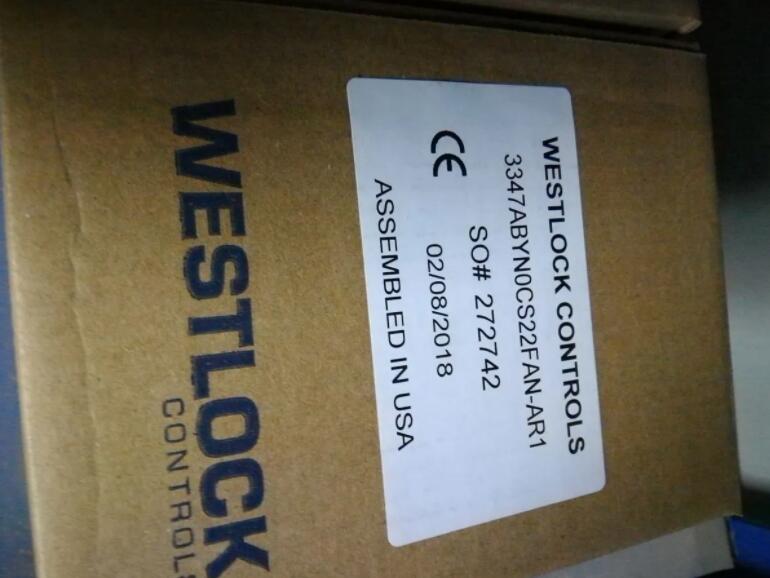 WESTLOCK CONTROLS
3347ABYN0CS22FAN-AR1
SO# 272742
CE 02/08/2018
ASSEMBLED IN USA
WESTLOCK
CONTROLS